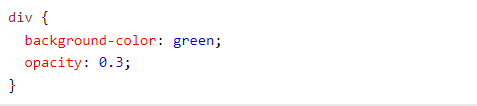 div {
  background-color: green;
  opacity: 0.3;
}